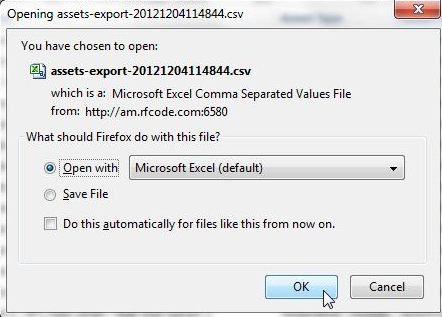 Opening assets-export-20121204114844.csv
You have chosen to open:
assets-export-20121204114844.csv
which is a: Microsoft Excel Comma Separated Values File
from: http://am.rfcode.com:6580
What should Firefox do with this file?
Open with Microsoft Excel (default)
Save File
Do this automatically for files like this from now on.
OK Cancel